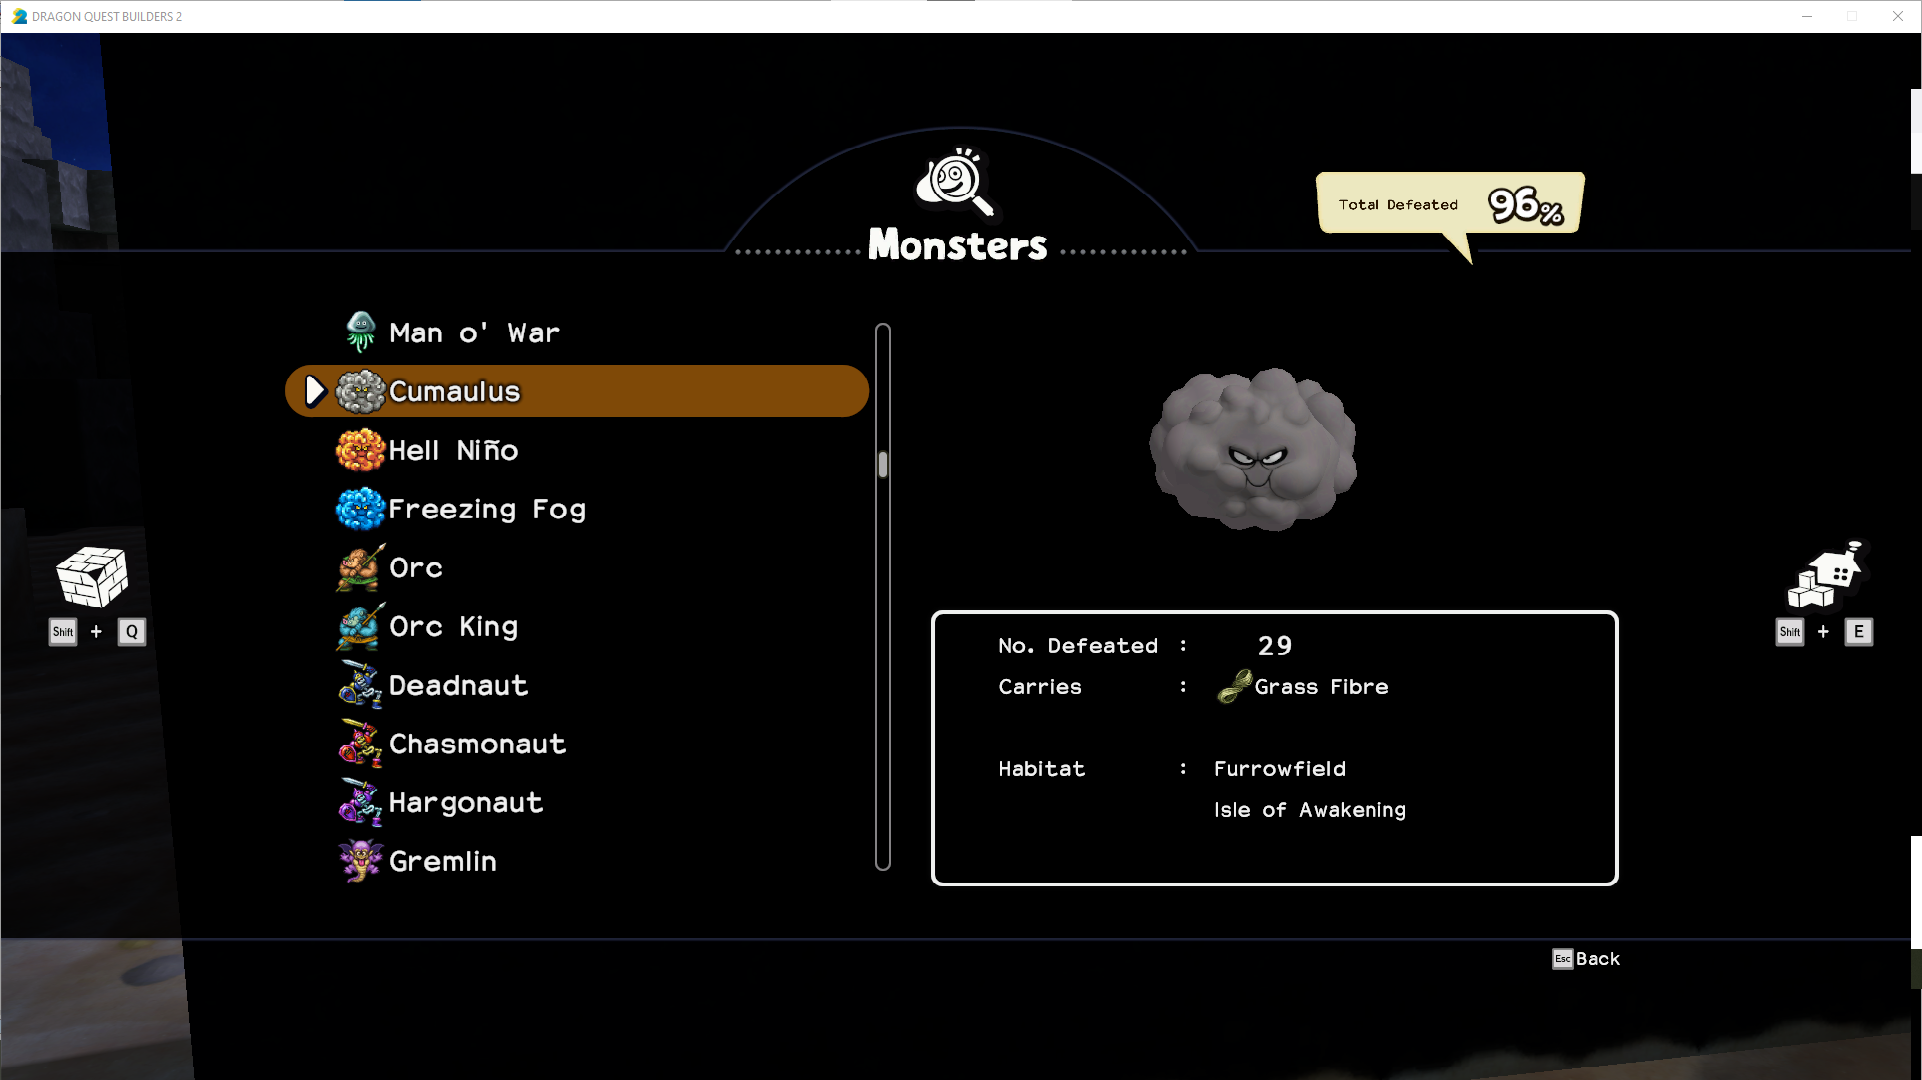 DRAGON QUEST BUILDERS 2
Monsters
Total Defeated 96%
Man o' War
Cumaulus
Hell Niño
Freezing Fog
Orc
Orc King
Deadnaut
Chasmonaut
Hargonaut
Gremlin
Shift + Q
No. Defeated : 29
Carries : Grass Fibre
Habitat : Furrowfield
Isle of Awakening
Shift + E
Esc Back